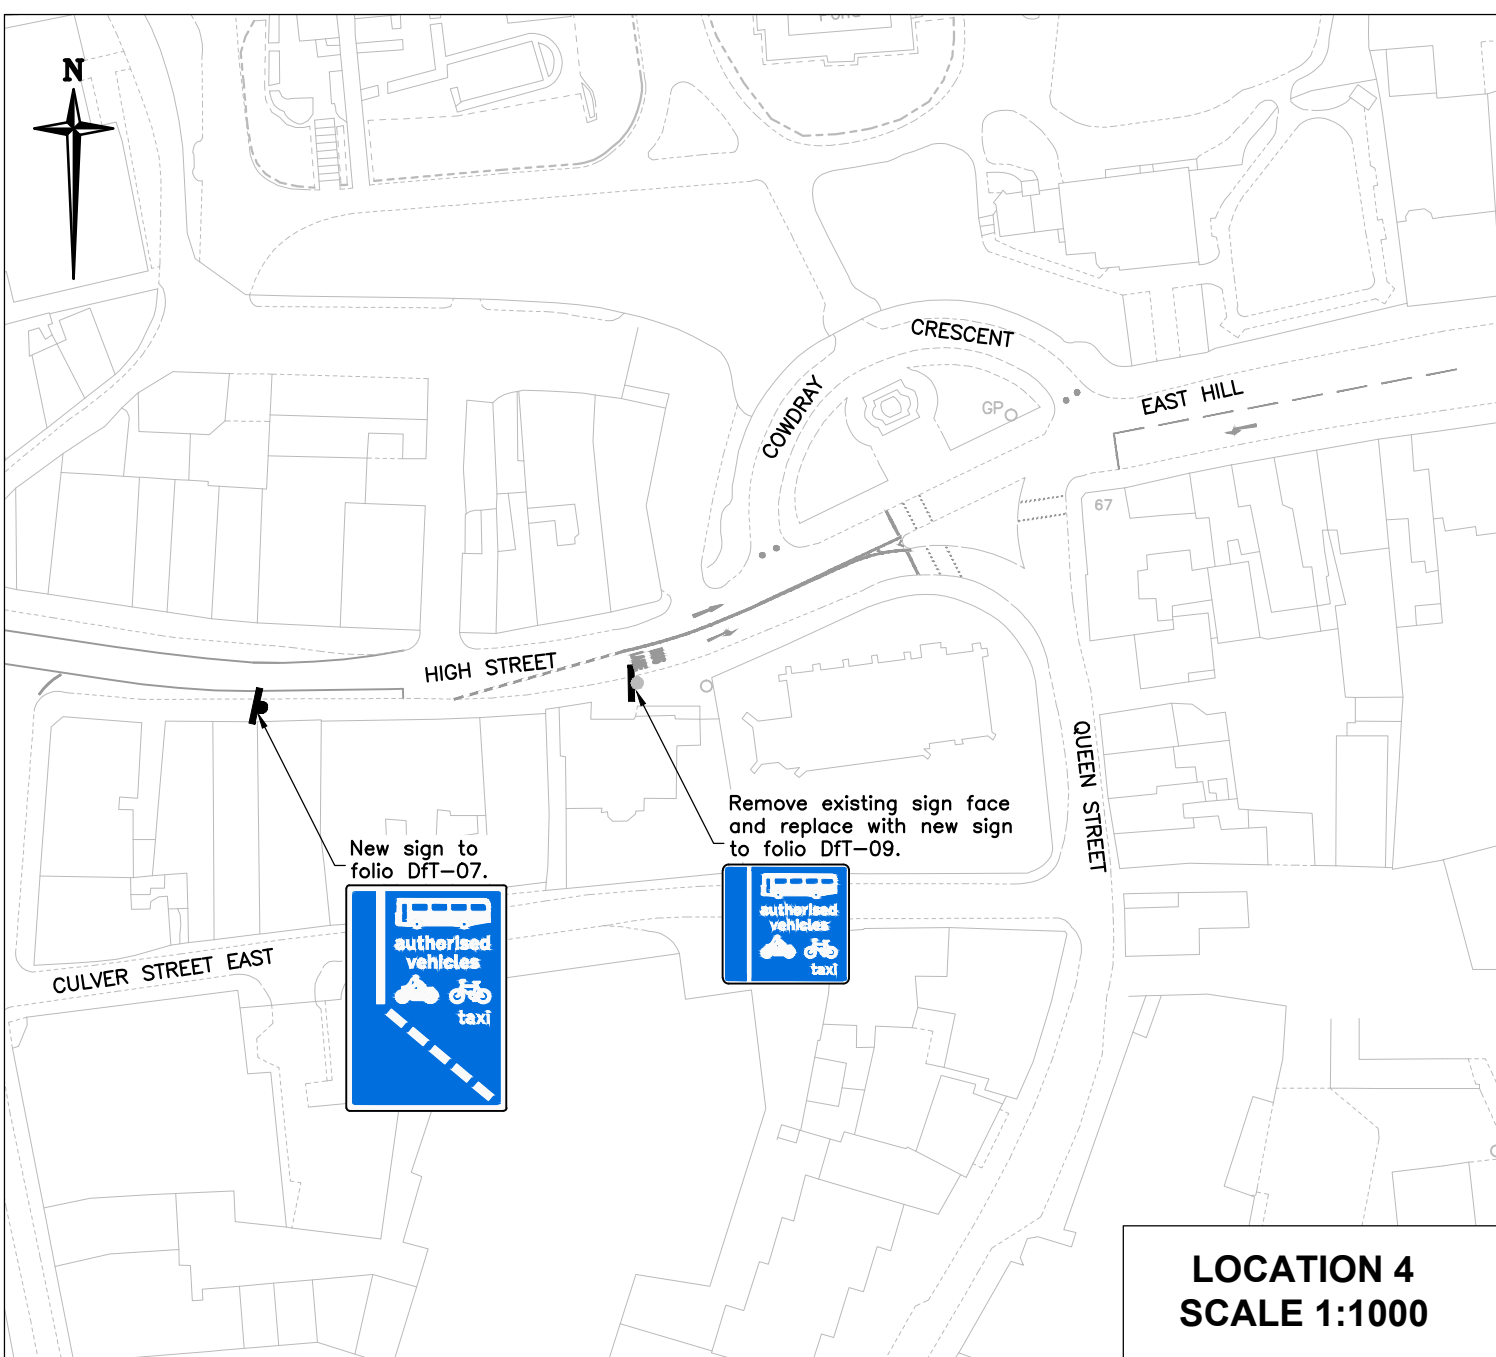 N
CRESCENT
COWDRAY
EAST HILL
GP
67
HIGH STREET
QUEEN STREET
Remove existing sign face
and replace with new sign
to folio DfT-09.
New sign to
folio DfT-07.
authorised
vehicles
taxi
authorised
vehicles
taxi
CULVER STREET EAST
LOCATION 4
SCALE 1:1000